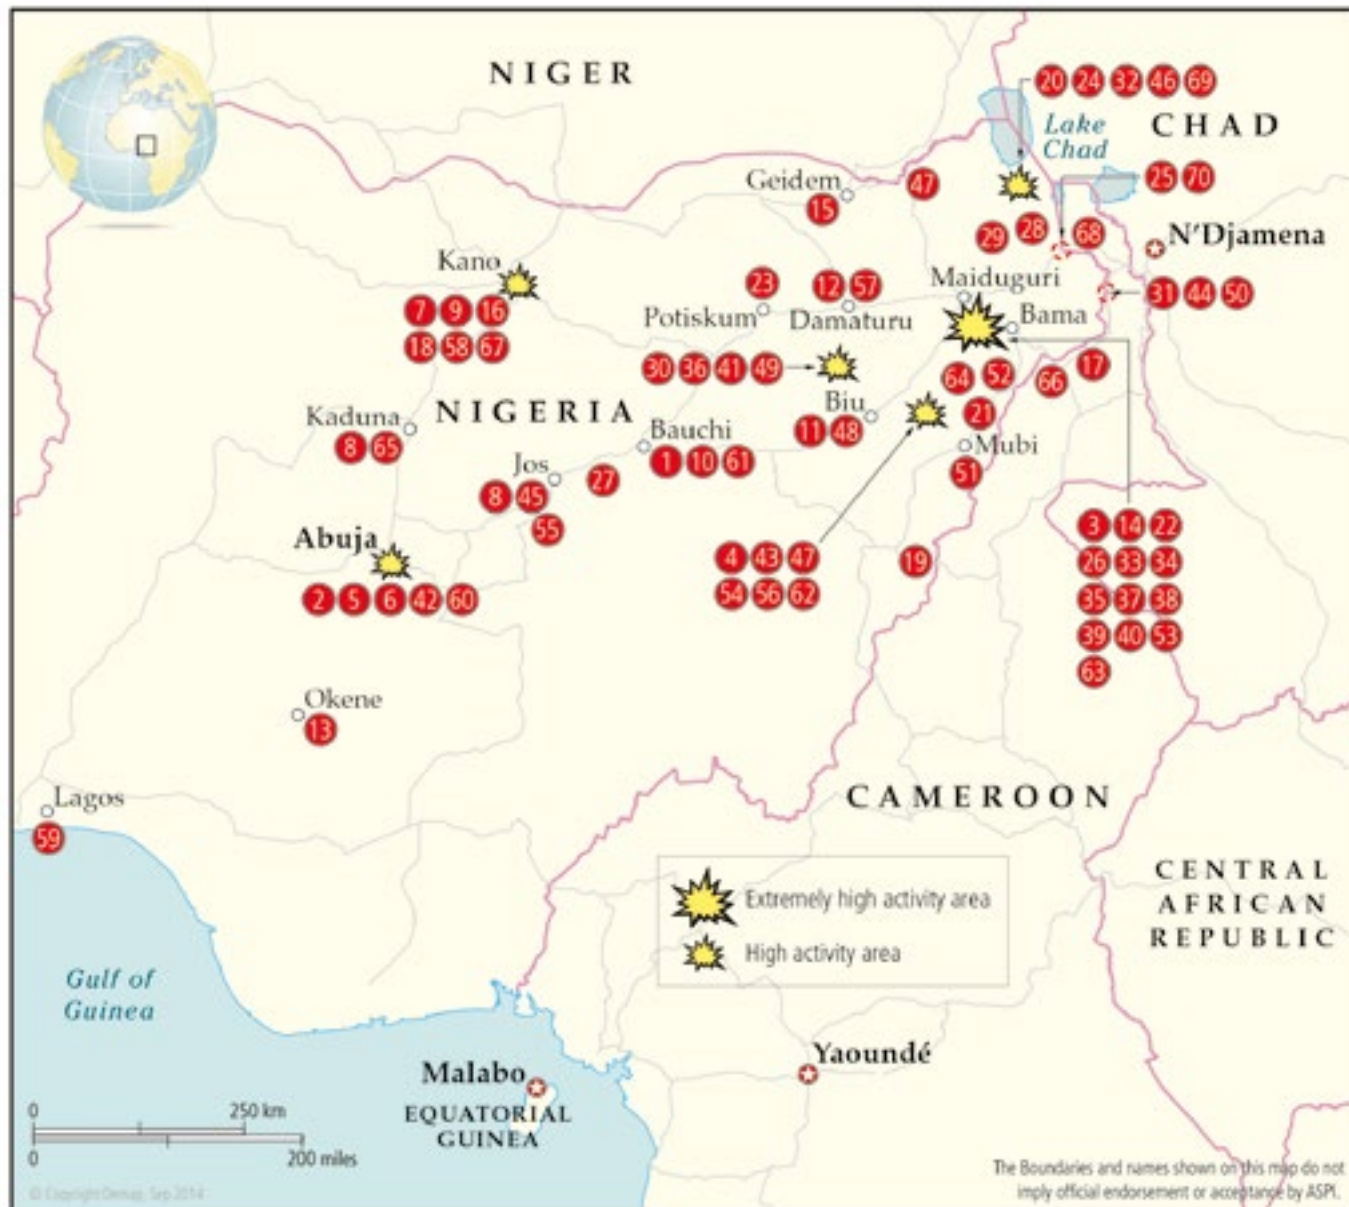 NIGER
20 24 32 46 69
Lake
Chad
CHAD
Geidem
47
15
25 70
29 28 68
N'Djamena
Kano
23
12 57
Maiduguri
31 44 50
7 9 16
Potiskum
Damaturu
Bama
18 58 67
30 36 41 49
64 52 66 17
Kaduna
NIGERIA
Biu
21
8 65
Bauchi
11 48
Mubi
1 10 61
Jos
27
51
8 45
55
Abuja
3 14 22
4 43 47
19
26 33 34
2 5 6 42 60
54 56 62
35 37 38
39 40 53
63
Okene
13
Lagos
59
CAMEROON
Extremely high activity area
High activity area
CENTRAL
AFRICAN
REPUBLIC
Gulf of
Guinea
Yaoundé
Malabo
EQUATORIAL
GUINEA
0 250 km
0 200 miles
The Boundaries and names shown on this map do not
imply official endorsement or acceptance by ASPI.
© Copyright Demap, Sep 2014